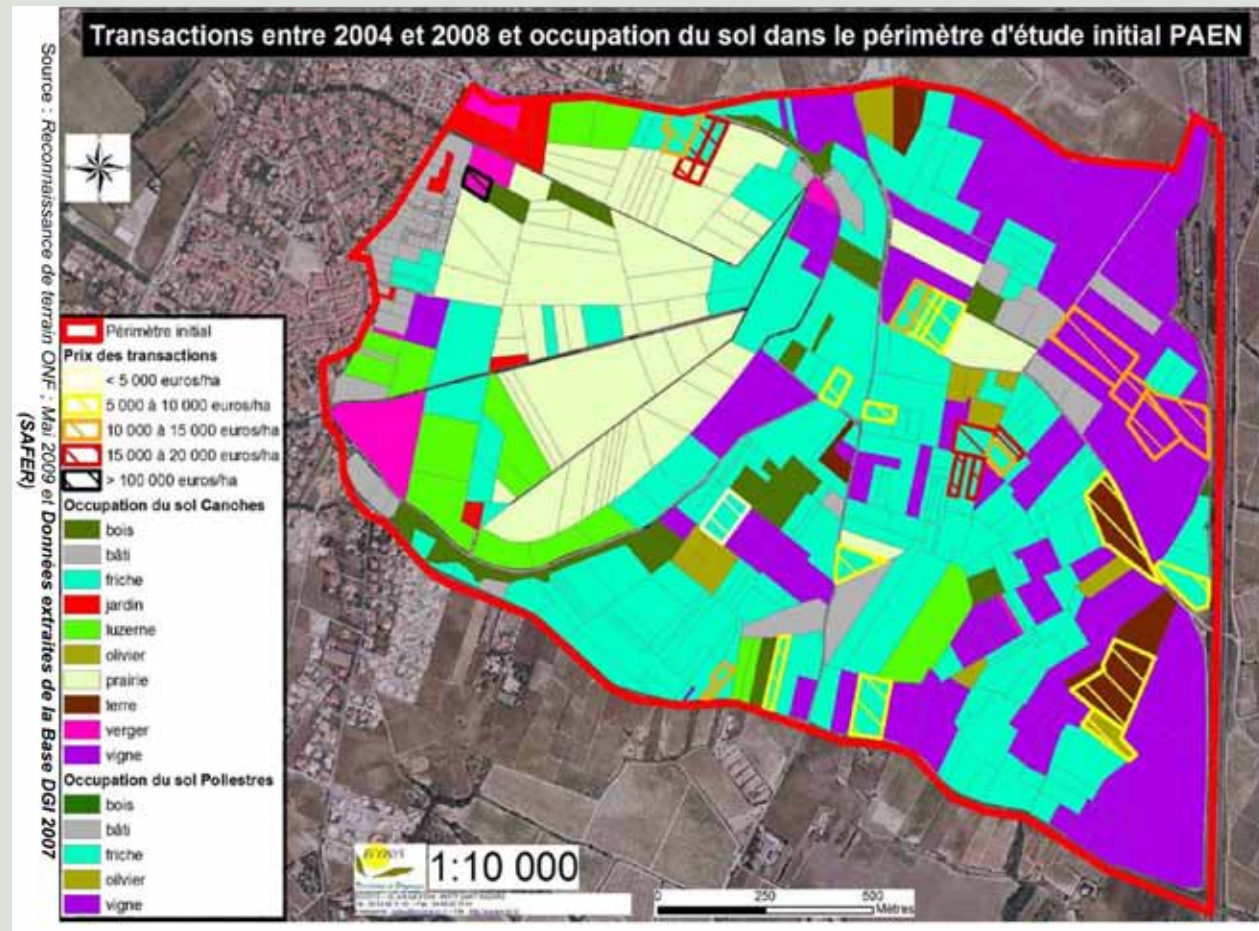 Transactions entre 2004 et 2008 et occupation du sol dans le périmètre d'étude initial PAEN
Source : Reconnaissance de terrain ONF ; Mai 2009 et Données extraites de la Base DGI 2007
(SAFER)
Périmètre initial
Prix des transactions
< 5 000 euros/ha
5 000 à 10 000 euros/ha
10 000 à 15 000 euros/ha
15 000 à 20 000 euros/ha
> 100 000 euros/ha
Occupation du sol Canohes
bois
bâti
friche
jardin
luzerne
olivier
prairie
terre
verger
vigne
Occupation du sol Pollestres
bois
bâti
friche
olivier
vigne
ECOSYS
1:10 000
0 250 500
Mètres